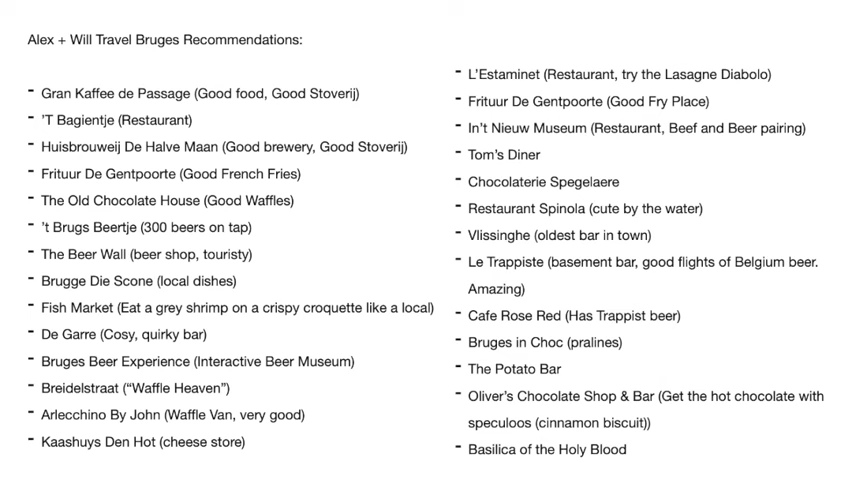 Alex + Will Travel Bruges Recommendations:
- Gran Kaffee de Passage (Good food, Good Stoverij)
- ’T Bagientje (Restaurant)
- Huisbrouweij De Halve Maan (Good brewery, Good Stoverij)
- Frituur De Gentpoorte (Good French Fries)
- The Old Chocolate House (Good Waffles)
- ’t Brugs Beertje (300 beers on tap)
- The Beer Wall (beer shop, touristy)
- Brugge Die Scone (local dishes)
- Fish Market (Eat a grey shrimp on a crispy croquette like a local)
- De Garre (Cosy, quirky bar)
- Bruges Beer Experience (Interactive Beer Museum)
- Breidelstraat (“Waffle Heaven”)
- Arlecchino By John (Waffle Van, very good)
- Kaashuys Den Hot (cheese store)
- L’Estaminet (Restaurant, try the Lasagne Diabolo)
- Frituur De Gentpoorte (Good Fry Place)
- In’t Nieuw Museum (Restaurant, Beef and Beer pairing)
- Tom’s Diner
- Chocolaterie Spegelaere
- Restaurant Spinola (cute by the water)
- Vlissinghe (oldest bar in town)
- Le Trappiste (basement bar, good flights of Belgium beer.
Amazing)
- Cafe Rose Red (Has Trappist beer)
- Bruges in Choc (pralines)
- The Potato Bar
- Oliver’s Chocolate Shop & Bar (Get the hot chocolate with
speculoos (cinnamon biscuit))
- Basilica of the Holy Blood